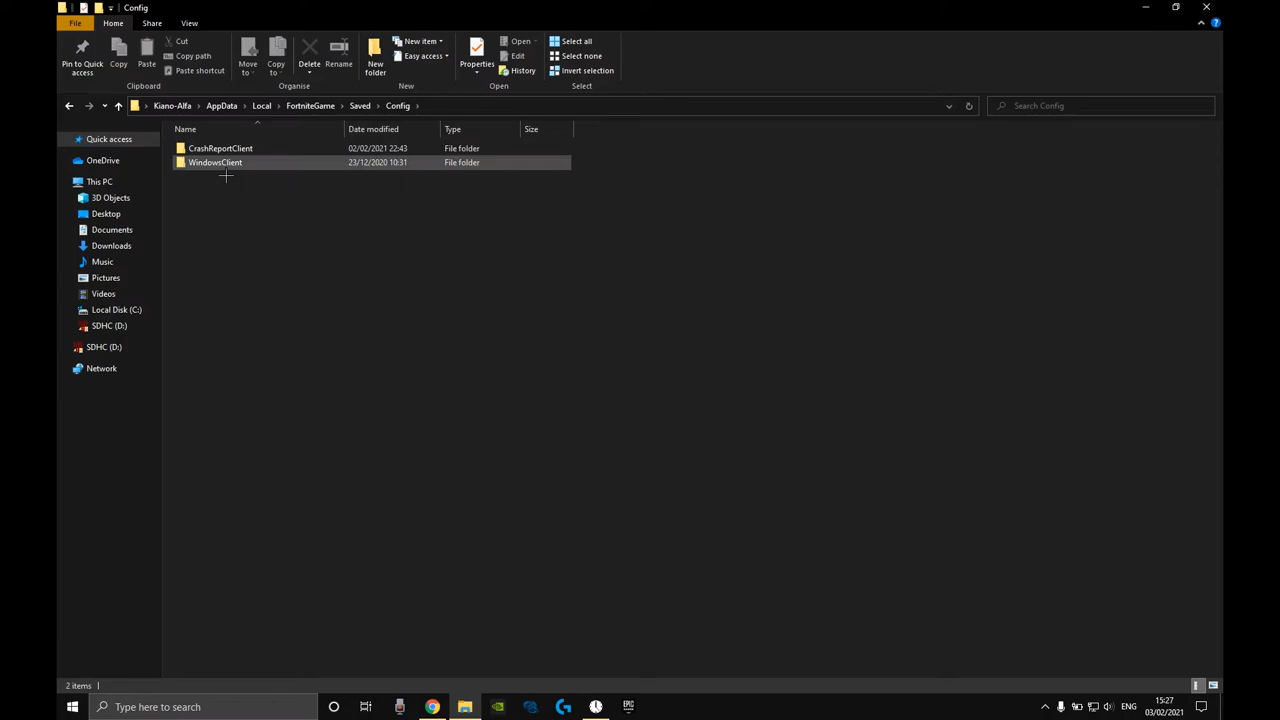 Config
File
Home
Share
View
Pin to Quick access
Copy
Paste
Cut
Copy path
Paste shortcut
Clipboard
Move to
Copy to
Delete
Rename
Organise
New folder
New item
Easy access
New
Properties
Open
Edit
History
Open
Select all
Select none
Invert selection
Select
Kiano-Alfa > AppData > Local > FortniteGame > Saved > Config >
Search Config
Name
Date modified
Type
Size
CrashReportClient 02/02/2021 22:43 File folder
WindowsClient 23/12/2020 10:31 File folder
Quick access
OneDrive
This PC
3D Objects
Desktop
Documents
Downloads
Music
Pictures
Videos
Local Disk (C:)
SDHC (D:)
SDHC (D:)
Network
2 items
Type here to search
EPIC
ENG
15:27
03/02/2021